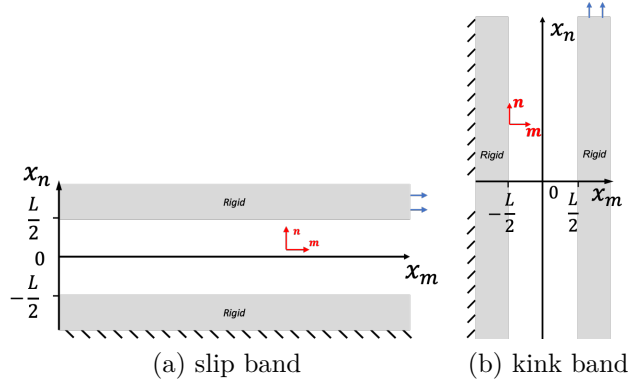 x_n
L/2
0
-L/2
Rigid
n
m
x_m
Rigid
(a) slip band
x_n
n
m
Rigid
Rigid
0
x_m
-L/2
L/2
(b) kink band